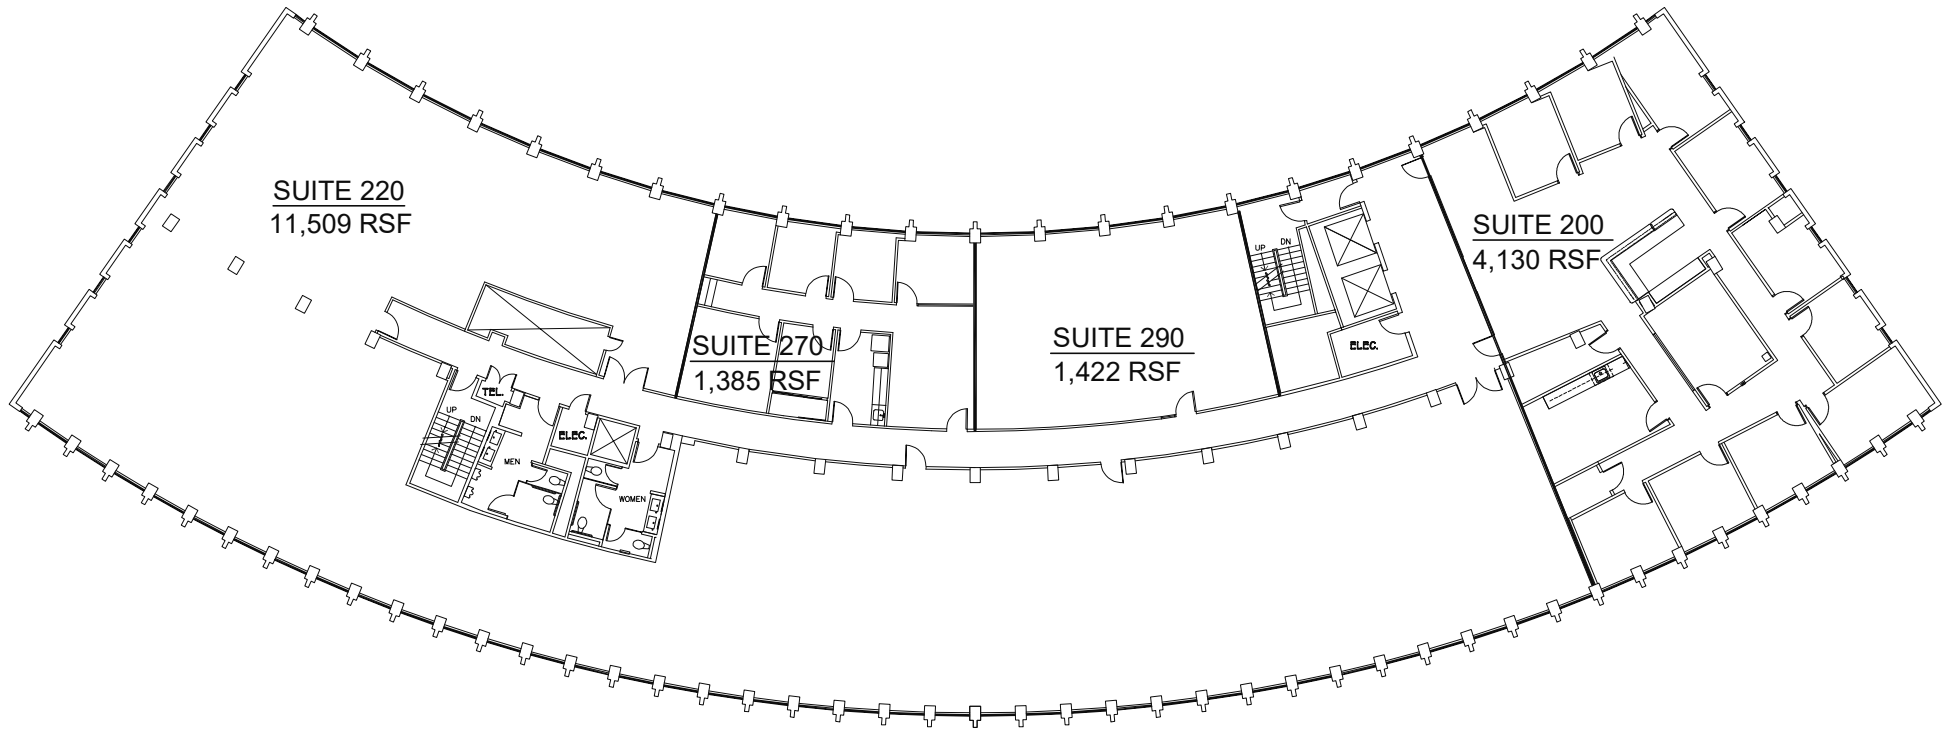 SUITE 220
11,509 RSF
SUITE 200
4,130 RSF
UP
DN
SUITE 270
1,385 RSF
SUITE 290
1,422 RSF
ELEC.
TEL.
UP
DN
ELEC.
MEN
WOMEN